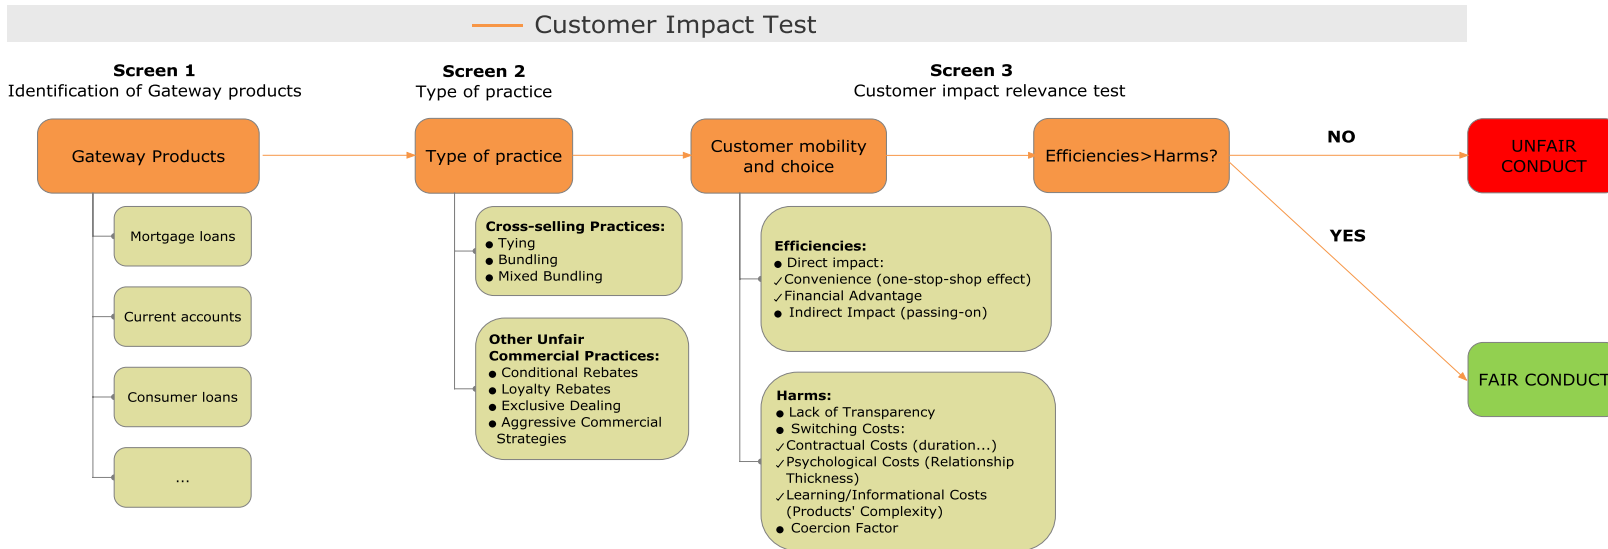 Customer Impact Test
Screen 1
Identification of Gateway products
Screen 2
Type of practice
Screen 3
Customer impact relevance test
Gateway Products
Type of practice
Customer mobility
and choice
Efficiencies>Harms?
NO
UNFAIR
CONDUCT
YES
FAIR CONDUCT
Mortgage loans
Current accounts
Consumer loans
...
Cross-selling Practices:
● Tying
● Bundling
● Mixed Bundling
Other Unfair
Commercial Practices:
● Conditional Rebates
● Loyalty Rebates
● Exclusive Dealing
● Aggressive Commercial
Strategies
Efficiencies:
● Direct impact:
✓Convenience (one-stop-shop effect)
✓Financial Advantage
● Indirect Impact (passing-on)
Harms:
● Lack of Transparency
● Switching Costs:
✓Contractual Costs (duration...)
✓Psychological Costs (Relationship
Thickness)
✓Learning/Informational Costs
(Products' Complexity)
● Coercion Factor